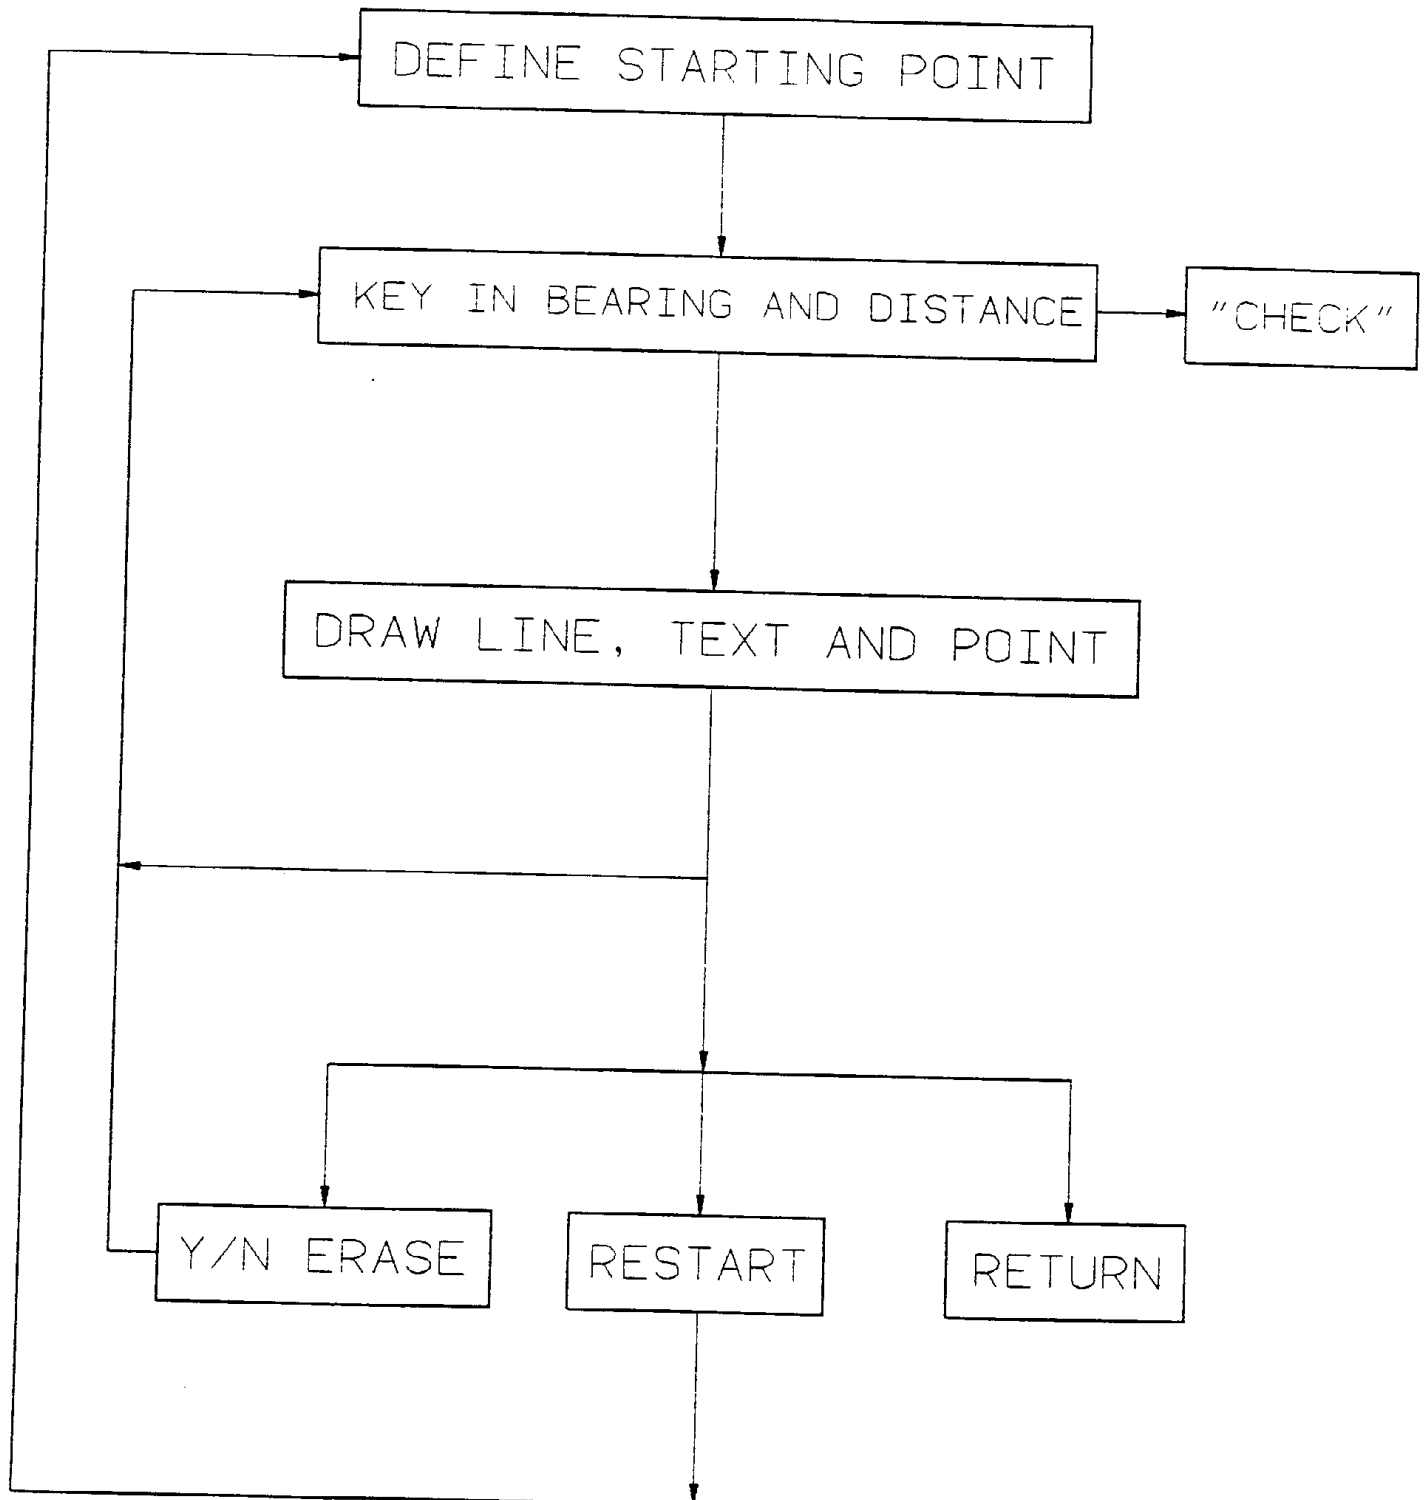 DEFINE STARTING POINT
KEY IN BEARING AND DISTANCE
"CHECK"
DRAW LINE, TEXT AND POINT
Y/N ERASE
RESTART
RETURN